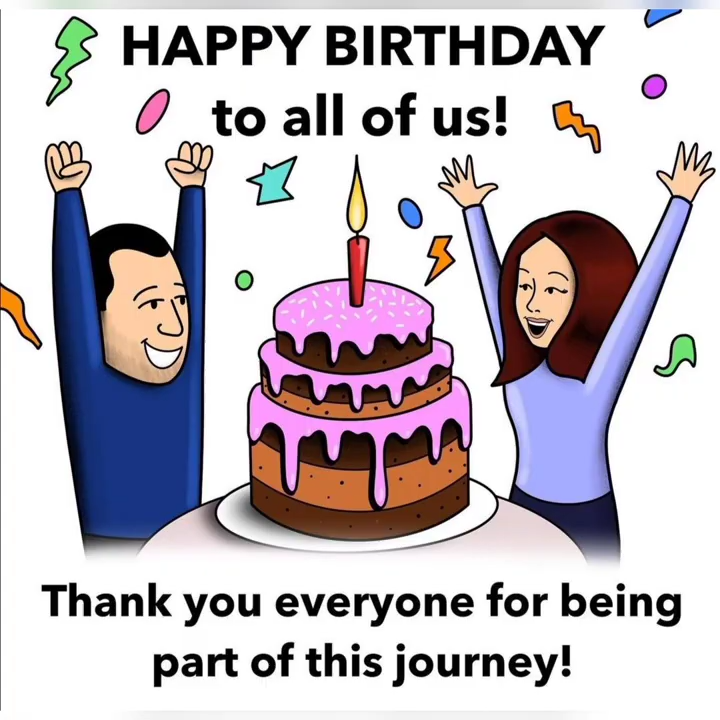 HAPPY BIRTHDAY
to all of us!
Thank you everyone for being
part of this journey!